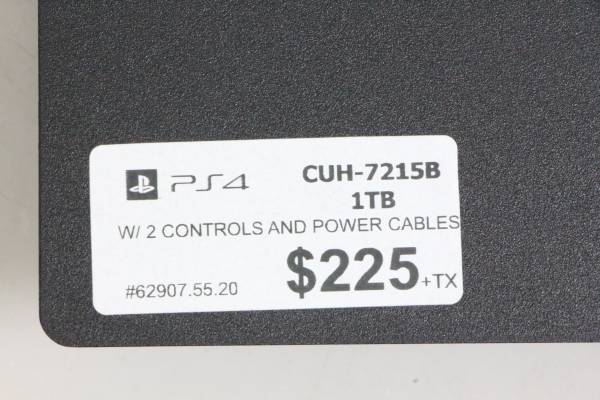 PS4 CUH-7215B
1TB
W/ 2 CONTROLS AND POWER CABLES
#62907.55.20 $225+TX